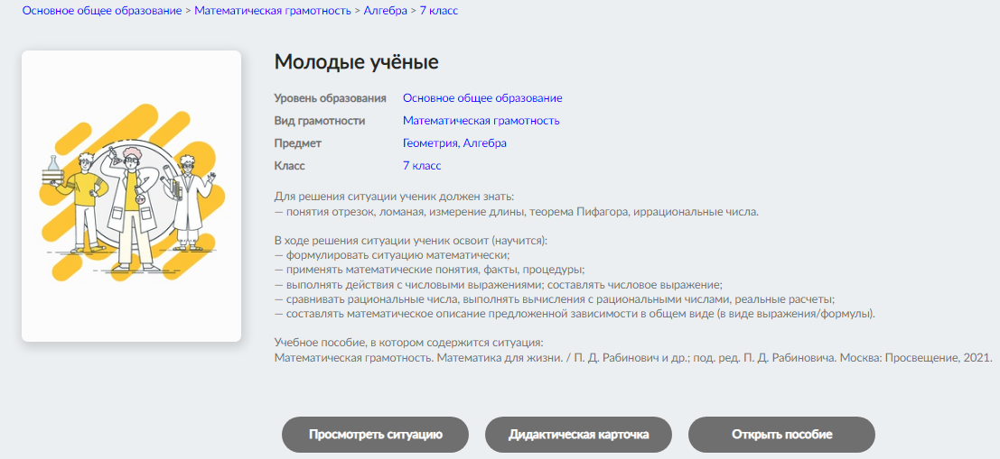 Основное общее образование > Математическая грамотность > Алгебра > 7 класс
Молодые учёные
Уровень образования Основное общее образование
Вид грамотности Математическая грамотность
Предмет Геометрия, Алгебра
Класс 7 класс
Для решения ситуации ученик должен знать:
— понятия отрезок, ломаная, измерение длины, теорема Пифагора, иррациональные числа.
В ходе решения ситуации ученик освоит (научится):
— формулировать ситуацию математически;
— применять математические понятия, факты, процедуры;
— выполнять действия с числовыми выражениями; составлять числовое выражение;
— сравнивать рациональные числа, выполнять вычисления с рациональными числами, реальные расчеты;
— составлять математическое описание предложенной зависимости в общем виде (в виде выражения/формулы).
Учебное пособие, в котором содержится ситуация:
Математическая грамотность. Математика для жизни. / П. Д. Рабинович и др.; под. ред. П. Д. Рабиновича. Москва: Просвещение, 2021.
Просмотреть ситуацию Дидактическая карточка Открыть пособие